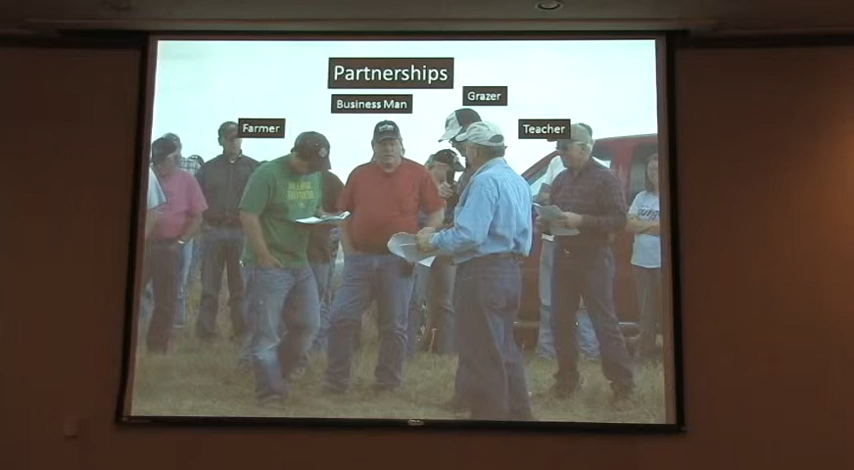 Partnerships
Business Man
Grazer
Farmer
Teacher